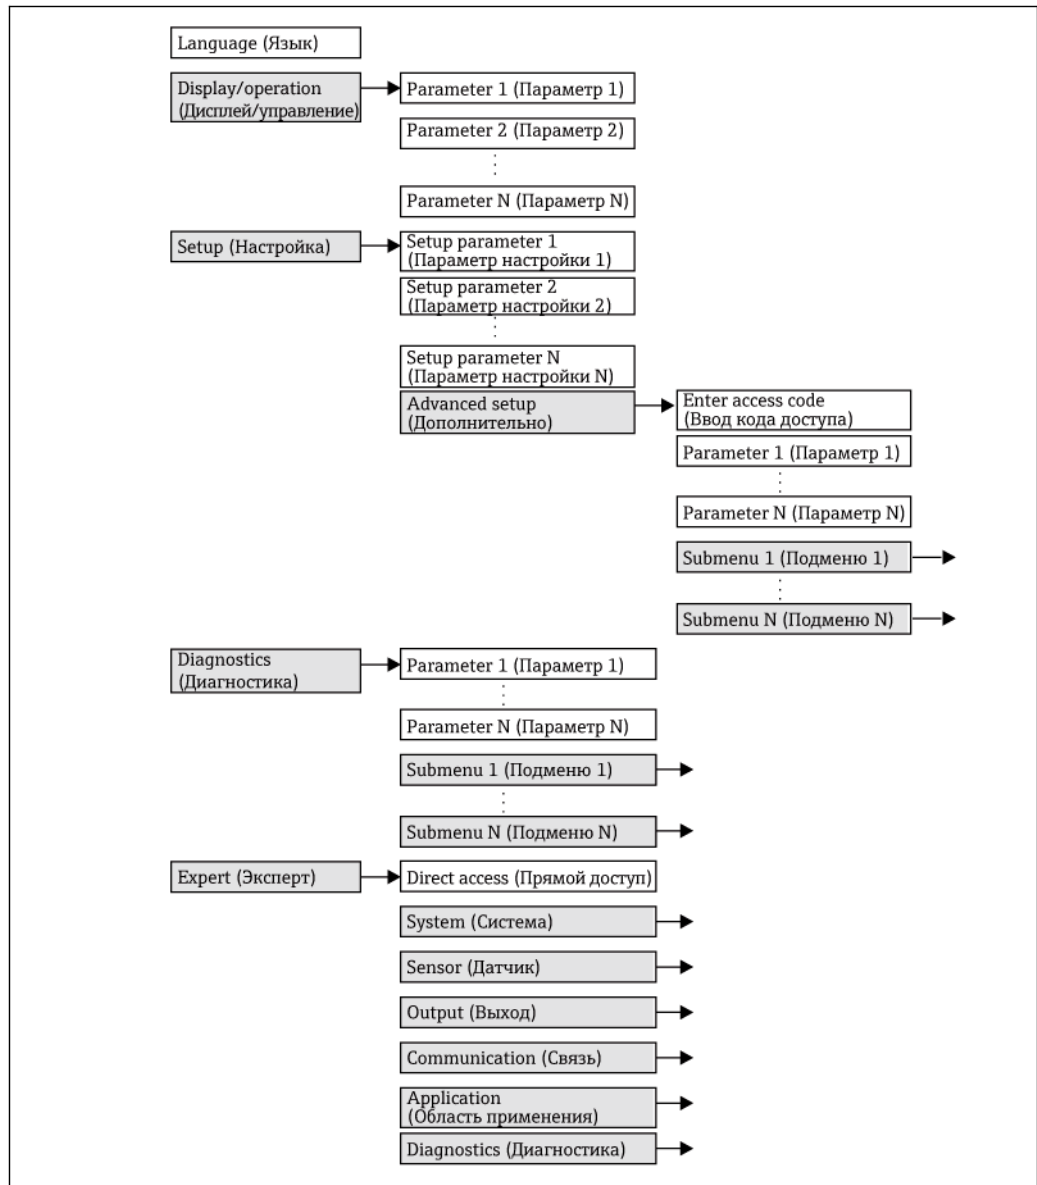 Language (Язык)
Display/operation
(Дисплей/управление)
Parameter 1 (Параметр 1)
Parameter 2 (Параметр 2)
Parameter N (Параметр N)
Setup (Настройка)
Setup parameter 1
(Параметр настройки 1)
Setup parameter 2
(Параметр настройки 2)
Setup parameter N
(Параметр настройки N)
Advanced setup
(Дополнительно)
Enter access code
(Ввод кода доступа)
Parameter 1 (Параметр 1)
Parameter N (Параметр N)
Submenu 1 (Подменю 1)
Submenu N (Подменю N)
Diagnostics
(Диагностика)
Parameter 1 (Параметр 1)
Parameter N (Параметр N)
Submenu 1 (Подменю 1)
Submenu N (Подменю N)
Expert (Эксперт)
Direct access (Прямой доступ)
System (Система)
Sensor (Датчик)
Output (Выход)
Communication (Связь)
Application
(Область применения)
Diagnostics (Диагностика)